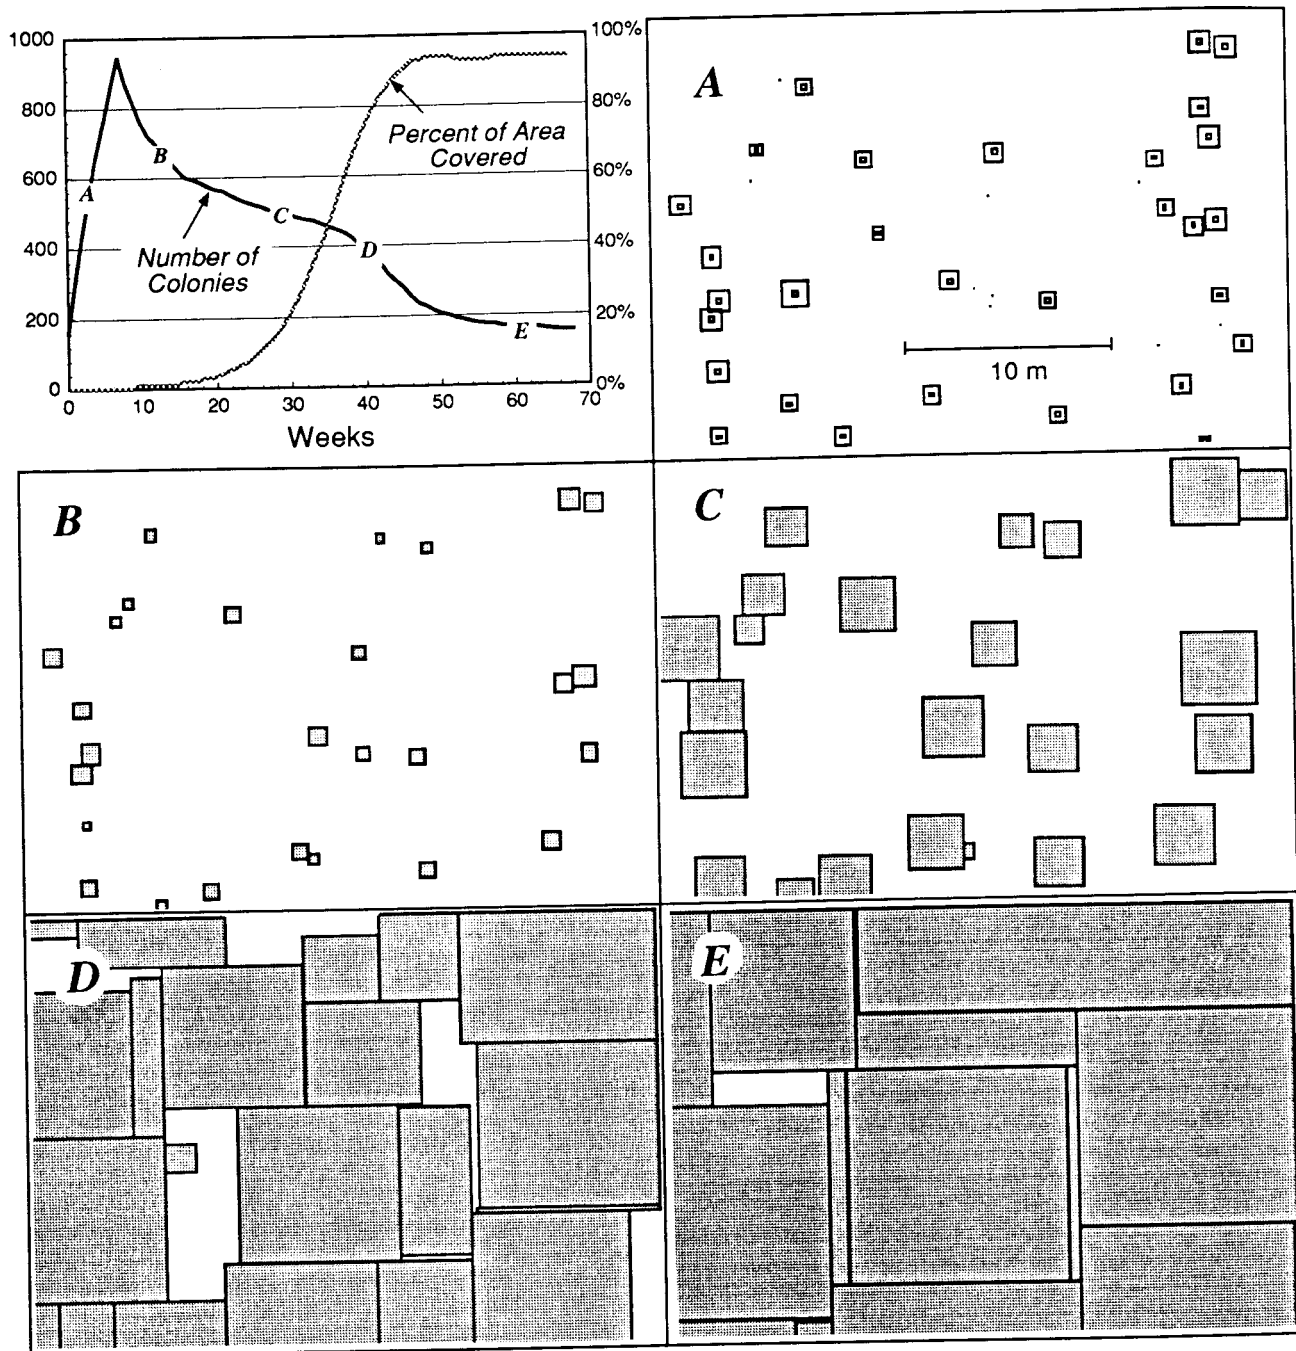 1000
800
600
400
200
0
100%
80%
60%
40%
20%
0%
A
B
C
D
E
Percent of Area
Covered
Number of
Colonies
0 10 20 30 40 50 60 70
Weeks
A
10 m
B
C
D
E